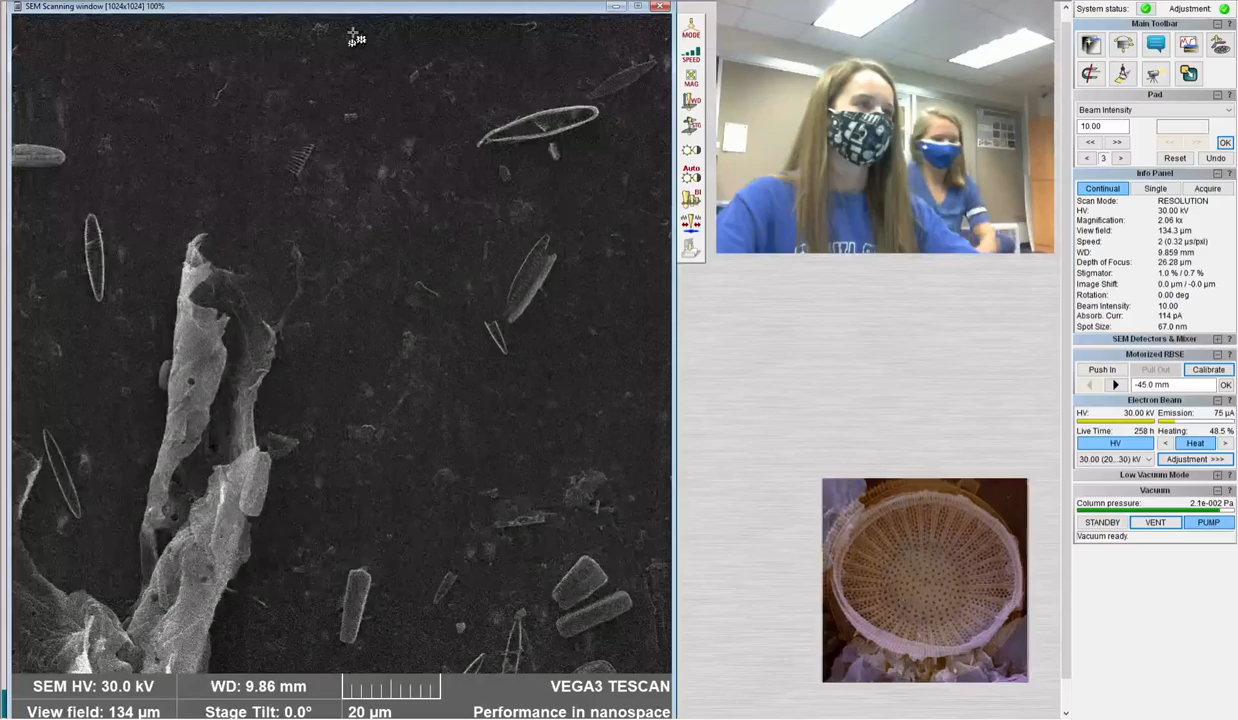 SEM Scanning window [1024x1024] 100%
SEM HV: 30.0 kV
WD: 9.86 mm
VEGA3 TESCAN
View field: 134 µm
Stage Tilt: 0.0°
20 µm
Performance in nanospace
MODE
SPEED
MAG
WD
STG
Auto
BI
System status:
Adjustment:
Main Toolbar
Pad
Beam Intensity
10.00
OK
<< >>
< 3 >
Reset
Undo
Info Panel
Continual
Single
Acquire
Scan Mode: RESOLUTION
HV: 30.00 kV
Magnification: 2.06 kx
View field: 134.3 µm
Speed: 2 (0.32 µs/pxl)
WD: 9.859 mm
Depth of Focus: 26.28 µm
Stigmator: 1.0 % / 0.7 %
Image Shift: 0.0 µm / -0.0 µm
Rotation: 0.00 deg
Beam Intensity: 10.00
Absorb. Curr: 114 pA
Spot Size: 67.0 nm
SEM Detectors & Mixer
Motorized RBSE
Push In
Pull Out
Calibrate
-45.0 mm
OK
Electron Beam
HV: 30.00 kV Emission: 75 µA
Live Time: 258 h Heating: 48.5 %
HV
< Heat >
30.00 (20...30) kV
Adjustment >>>
Low Vacuum Mode
Vacuum
Column pressure: 2.1e-002 Pa
STANDBY
VENT
PUMP
Vacuum ready.